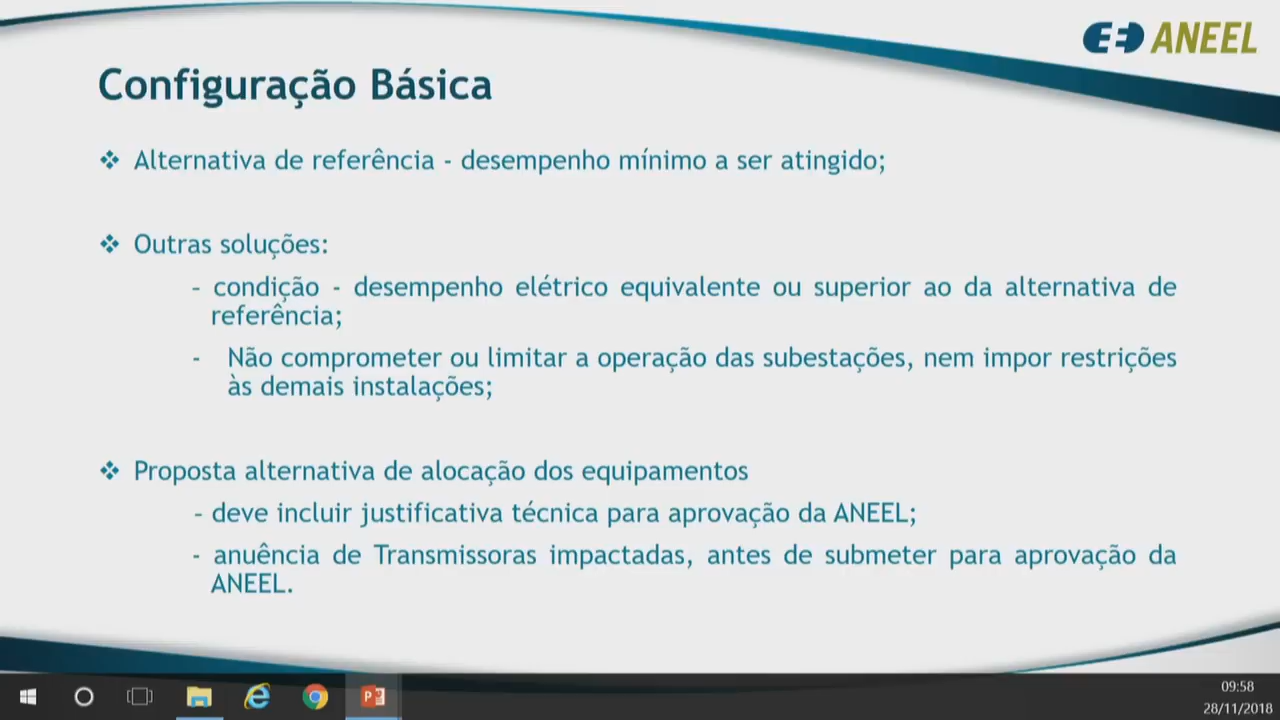 ANEEL
Configuração Básica
❖ Alternativa de referência - desempenho mínimo a ser atingido;
❖ Outras soluções:
- condição - desempenho elétrico equivalente ou superior ao da alternativa de
referência;
- Não comprometer ou limitar a operação das subestações, nem impor restrições
às demais instalações;
❖ Proposta alternativa de alocação dos equipamentos
- deve incluir justificativa técnica para aprovação da ANEEL;
- anuência de Transmissoras impactadas, antes de submeter para aprovação da
ANEEL.
09:58
28/11/2018